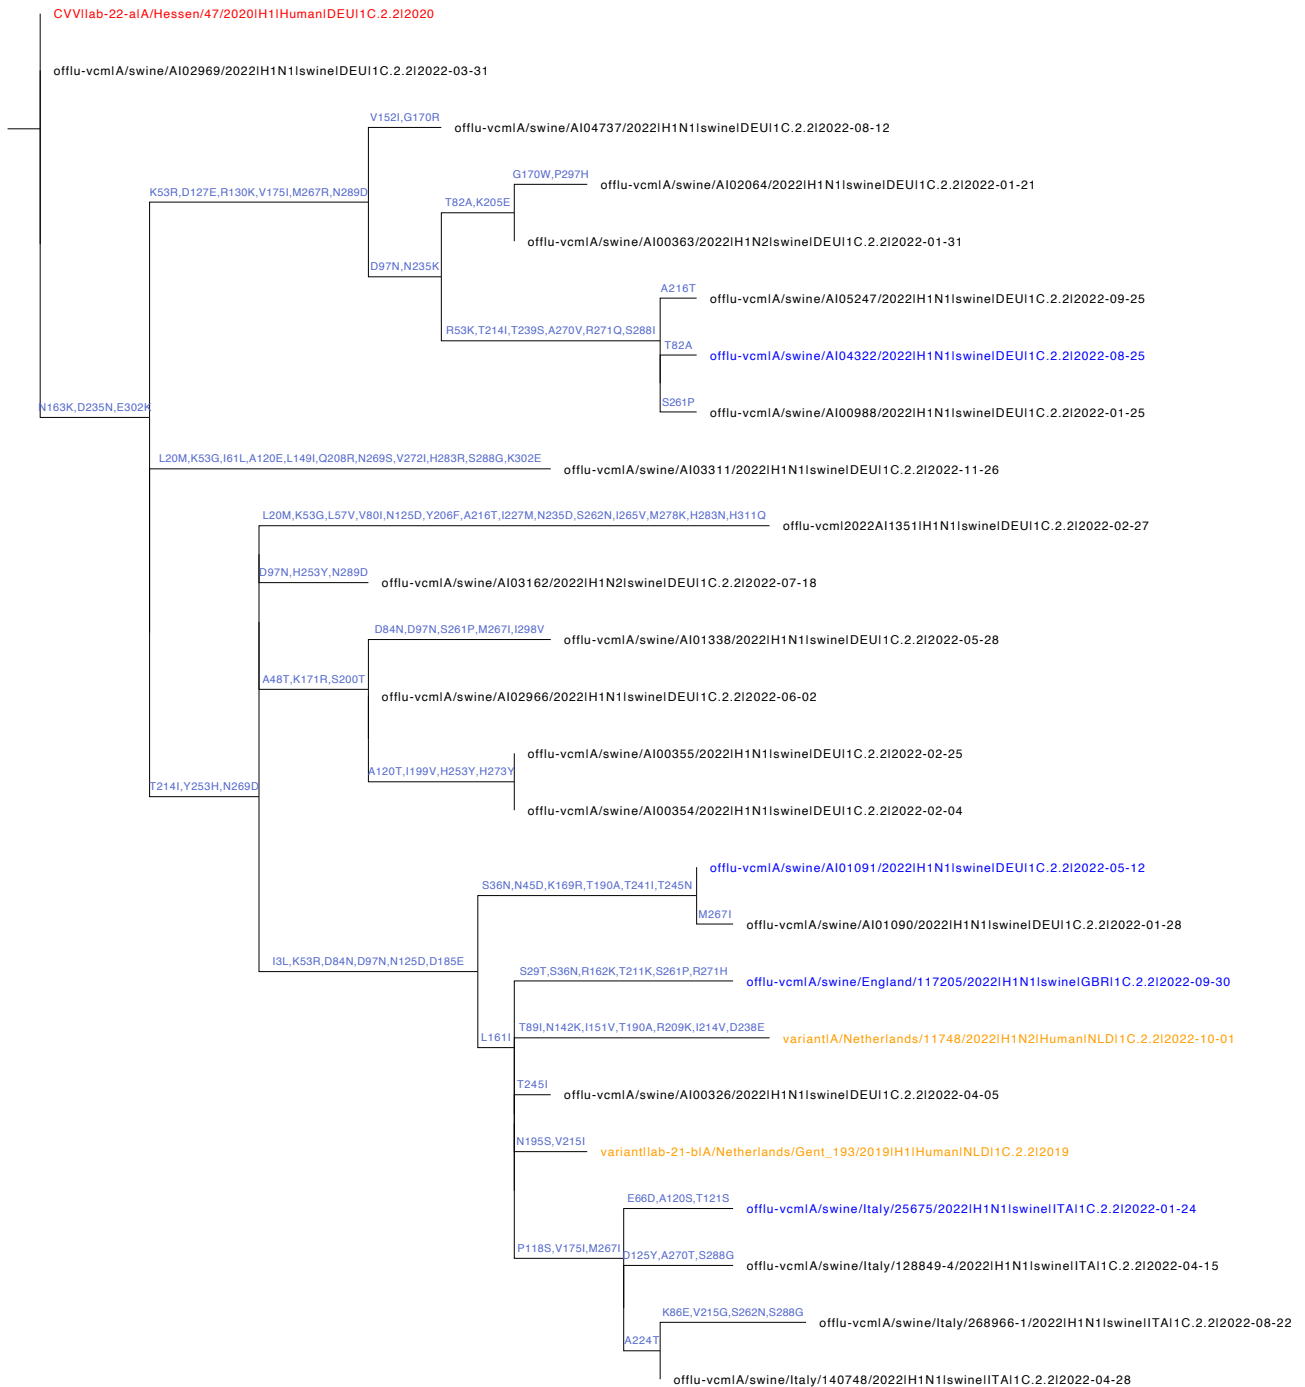 CVV|lab-22-a|A/Hessen/47/2020|H1|Human|DEU|1C.2.2|2020
offlu-vcm|A/swine/AI02969/2022|H1N1|swine|DEU|1C.2.2|2022-03-31
V152I,G170R
offlu-vcm|A/swine/AI04737/2022|H1N1|swine|DEU|1C.2.2|2022-08-12
G170W,P297H
offlu-vcm|A/swine/AI02064/2022|H1N1|swine|DEU|1C.2.2|2022-01-21
K53R,D127E,R130K,V175I,M267R,N289D
T82A,K205E
offlu-vcm|A/swine/AI00363/2022|H1N2|swine|DEU|1C.2.2|2022-01-31
D97N,N235K
A216T
offlu-vcm|A/swine/AI05247/2022|H1N1|swine|DEU|1C.2.2|2022-09-25
R53K,T214I,T239S,A270V,R271Q,S288I
T82A
offlu-vcm|A/swine/AI04322/2022|H1N1|swine|DEU|1C.2.2|2022-08-25
S261P
offlu-vcm|A/swine/AI00988/2022|H1N1|swine|DEU|1C.2.2|2022-01-25
N163K,D235N,E302K
L20M,K53G,I61L,A120E,L149I,Q208R,N269S,V272I,H283R,S288G,K302E
offlu-vcm|A/swine/AI03311/2022|H1N1|swine|DEU|1C.2.2|2022-11-26
L20M,K53G,L57V,V80I,N125D,Y206F,A216T,I227M,N235D,S262N,I265V,M278K,H283N,H311Q
offlu-vcm|2022AI1351|H1N1|swine|DEU|1C.2.2|2022-02-27
D97N,H253Y,N289D
offlu-vcm|A/swine/AI03162/2022|H1N2|swine|DEU|1C.2.2|2022-07-18
D84N,D97N,S261P,M267I,I298V
offlu-vcm|A/swine/AI01338/2022|H1N1|swine|DEU|1C.2.2|2022-05-28
A48T,K171R,S200T
offlu-vcm|A/swine/AI02966/2022|H1N1|swine|DEU|1C.2.2|2022-06-02
offlu-vcm|A/swine/AI00355/2022|H1N1|swine|DEU|1C.2.2|2022-02-25
A120T,I199V,H253Y,H273Y
T214I,Y253H,N269D
offlu-vcm|A/swine/AI00354/2022|H1N1|swine|DEU|1C.2.2|2022-02-04
offlu-vcm|A/swine/AI01091/2022|H1N1|swine|DEU|1C.2.2|2022-05-12
S36N,N45D,K169R,T190A,T241I,T245N
M267I
offlu-vcm|A/swine/AI01090/2022|H1N1|swine|DEU|1C.2.2|2022-01-28
I3L,K53R,D84N,D97N,N125D,D185E
S29T,S36N,R162K,T211K,S261P,R271H
offlu-vcm|A/swine/England/117205/2022|H1N1|swine|GBR|1C.2.2|2022-09-30
T89I,N142K,I151V,T190A,R209K,I214V,D238E
L161I
variant|A/Netherlands/11748/2022|H1N2|Human|NLD|1C.2.2|2022-10-01
T245I
offlu-vcm|A/swine/AI00326/2022|H1N1|swine|DEU|1C.2.2|2022-04-05
N195S,V215I
variant|lab-21-b|A/Netherlands/Gent_193/2019|H1|Human|NLD|1C.2.2|2019
E66D,A120S,T121S
offlu-vcm|A/swine/Italy/25675/2022|H1N1|swine|ITA|1C.2.2|2022-01-24
P118S,V175I,M267I
D125Y,A270T,S288G
offlu-vcm|A/swine/Italy/128849-4/2022|H1N1|swine|ITA|1C.2.2|2022-04-15
K86E,V215G,S262N,S288G
offlu-vcm|A/swine/Italy/268966-1/2022|H1N1|swine|ITA|1C.2.2|2022-08-22
A224T
offlu-vcm|A/swine/Italy/140748/2022|H1N1|swine|ITA|1C.2.2|2022-04-28